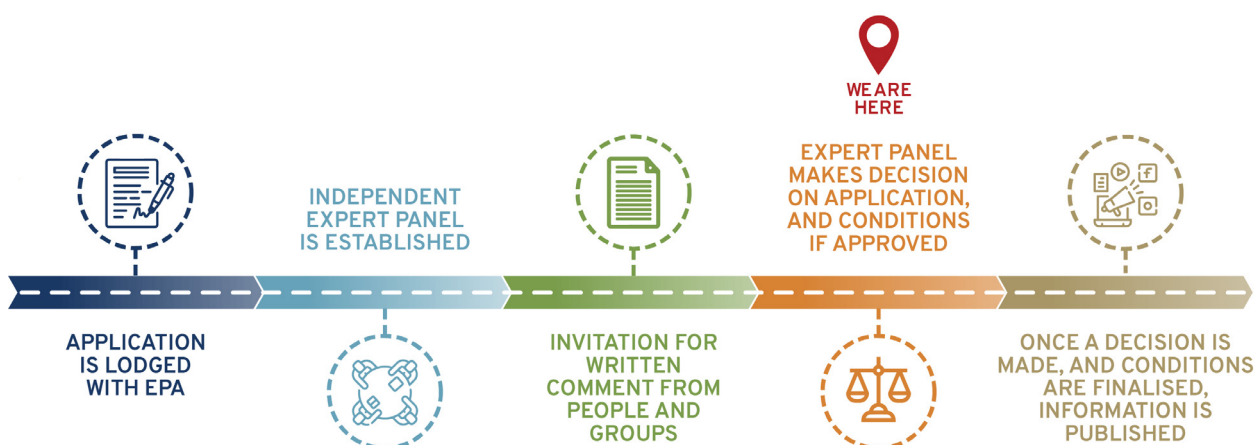 WE ARE
HERE
APPLICATION
IS LODGED
WITH EPA
INDEPENDENT
EXPERT PANEL
IS ESTABLISHED
INVITATION FOR
WRITTEN
COMMENT FROM
PEOPLE AND
GROUPS
EXPERT PANEL
MAKES DECISION
ON APPLICATION,
AND CONDITIONS
IF APPROVED
ONCE A DECISION IS
MADE, AND CONDITIONS
ARE FINALISED,
INFORMATION IS
PUBLISHED